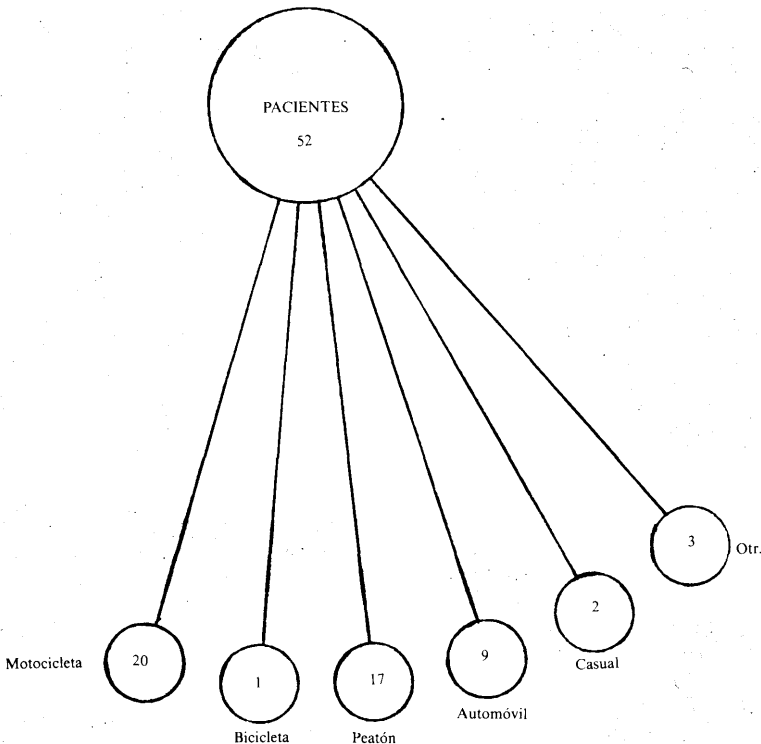 PACIENTES
52
3
Otr.
2
Casual
Motocicleta
20
1
Bicicleta
17
Peatón
9
Automóvil